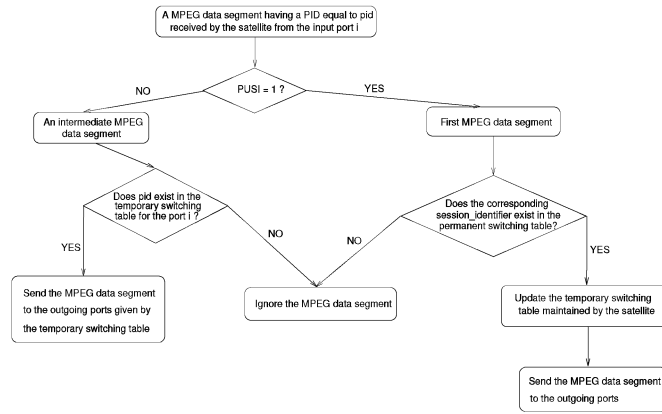 A MPEG data segment having a PID equal to pid
received by the satellite from the input port i
PUSI = 1 ?
NO
YES
An intermediate MPEG
data segment
First MPEG data segment
Does pid exist in the
temporary switching
table for the port i ?
Does the corresponding
session_identifier exist in the
permanent switching table?
YES
NO
NO
YES
Send the MPEG data segment
to the outgoing ports given by
the temporary switching table
Ignore the MPEG data segment
Update the temporary switching
table maintained by the satellite
Send the MPEG data segment
to the outgoing ports